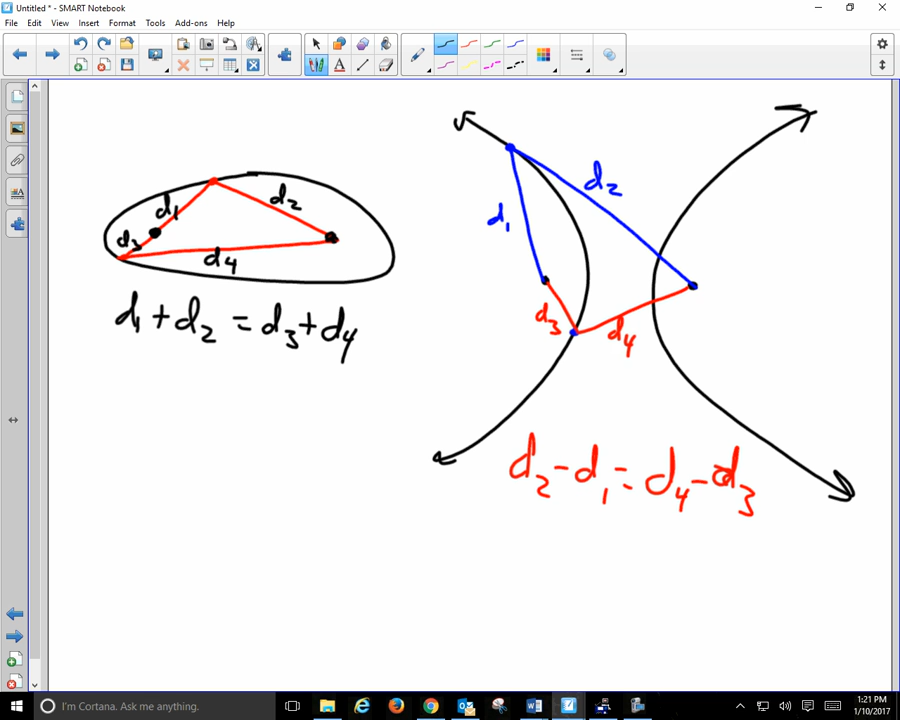 Untitled * - SMART Notebook
File Edit View Insert Format Tools Add-ons Help
d₁
d₂
d₃
d₄
d₁ + d₂ = d₃ + d₄
d₂
d₁
d₃
d₄
d₂ - d₁ = d₄ - d₃
I'm Cortana. Ask me anything.
1:21 PM
1/10/2017